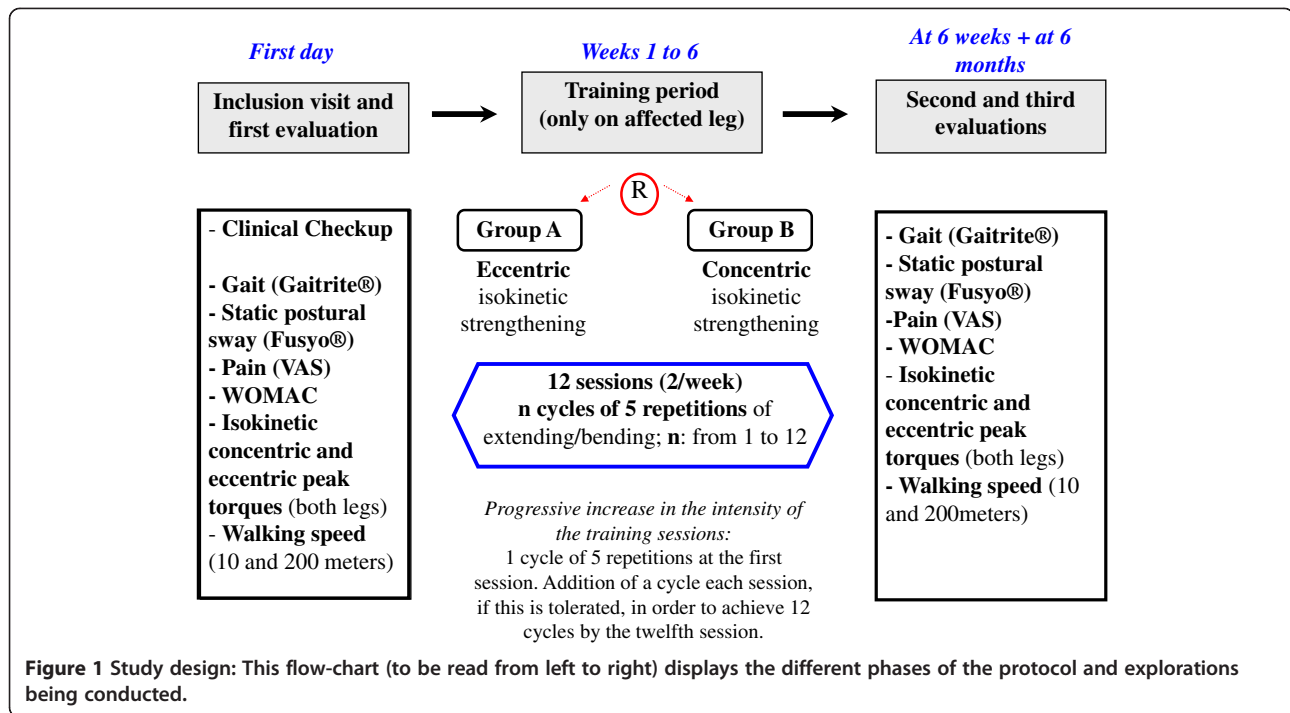 First day
Inclusion visit and
first evaluation
- Clinical Checkup
- Gait (Gaitrite®)
- Static postural
sway (Fusyo®)
- Pain (VAS)
- WOMAC
- Isokinetic
concentric and
eccentric peak
torques (both legs)
- Walking speed
(10 and 200 meters)
Weeks 1 to 6
Training period
(only on affected leg)
R
Group A
Eccentric
isokinetic
strengthening
Group B
Concentric
isokinetic
strengthening
12 sessions (2/week)
n cycles of 5 repetitions of
extending/bending; n: from 1 to 12
Progressive increase in the intensity of
the training sessions:
1 cycle of 5 repetitions at the first
session. Addition of a cycle each session,
if this is tolerated, in order to achieve 12
cycles by the twelfth session.
At 6 weeks + at 6
months
Second and third
evaluations
- Gait (Gaitrite®)
- Static postural
sway (Fusyo®)
-Pain (VAS)
- WOMAC
- Isokinetic
concentric and
eccentric peak
torques (both legs)
- Walking speed (10
and 200meters)
Figure 1 Study design: This flow-chart (to be read from left to right) displays the different phases of the protocol and explorations
being conducted.